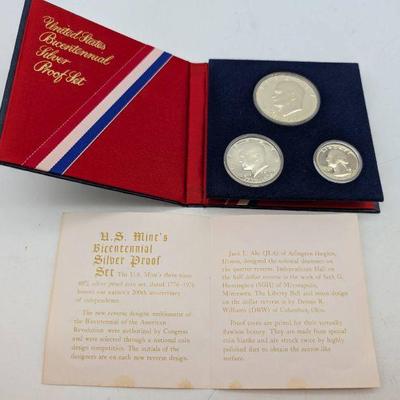 United States
Bicentennial
Silver
Proof Set
U.S. Mint's
Bicentennial
Silver Proof
Set The U.S. Mint's three-coin
40% silver proof coin set, dated 1776-1976
honors our nation's 200th anniversary
of independence.
The new reverse designs emblematic of
the Bicentennial of the American
Revolution were authorized by Congress
and were selected through a national coin
design competition. The initials of the
designers are on each new reverse design.
Jack L. Ahr (JLA) of Arlington Heights,
Illinois, designed the colonial drummer on
the quarter reverse. Independence Hall on
the half dollar reverse is the work of Seth G.
Huntington (SGH) of Minneapolis,
Minnesota. The Liberty Bell and moon design
on the dollar reverse is by Dennis R.
Williams (DRW) of Columbus, Ohio.
Proof coins are prized for their virtually
flawless beauty. They are made from special
coin blanks and are struck twice by highly
polished dies to obtain the mirror-like
surface.